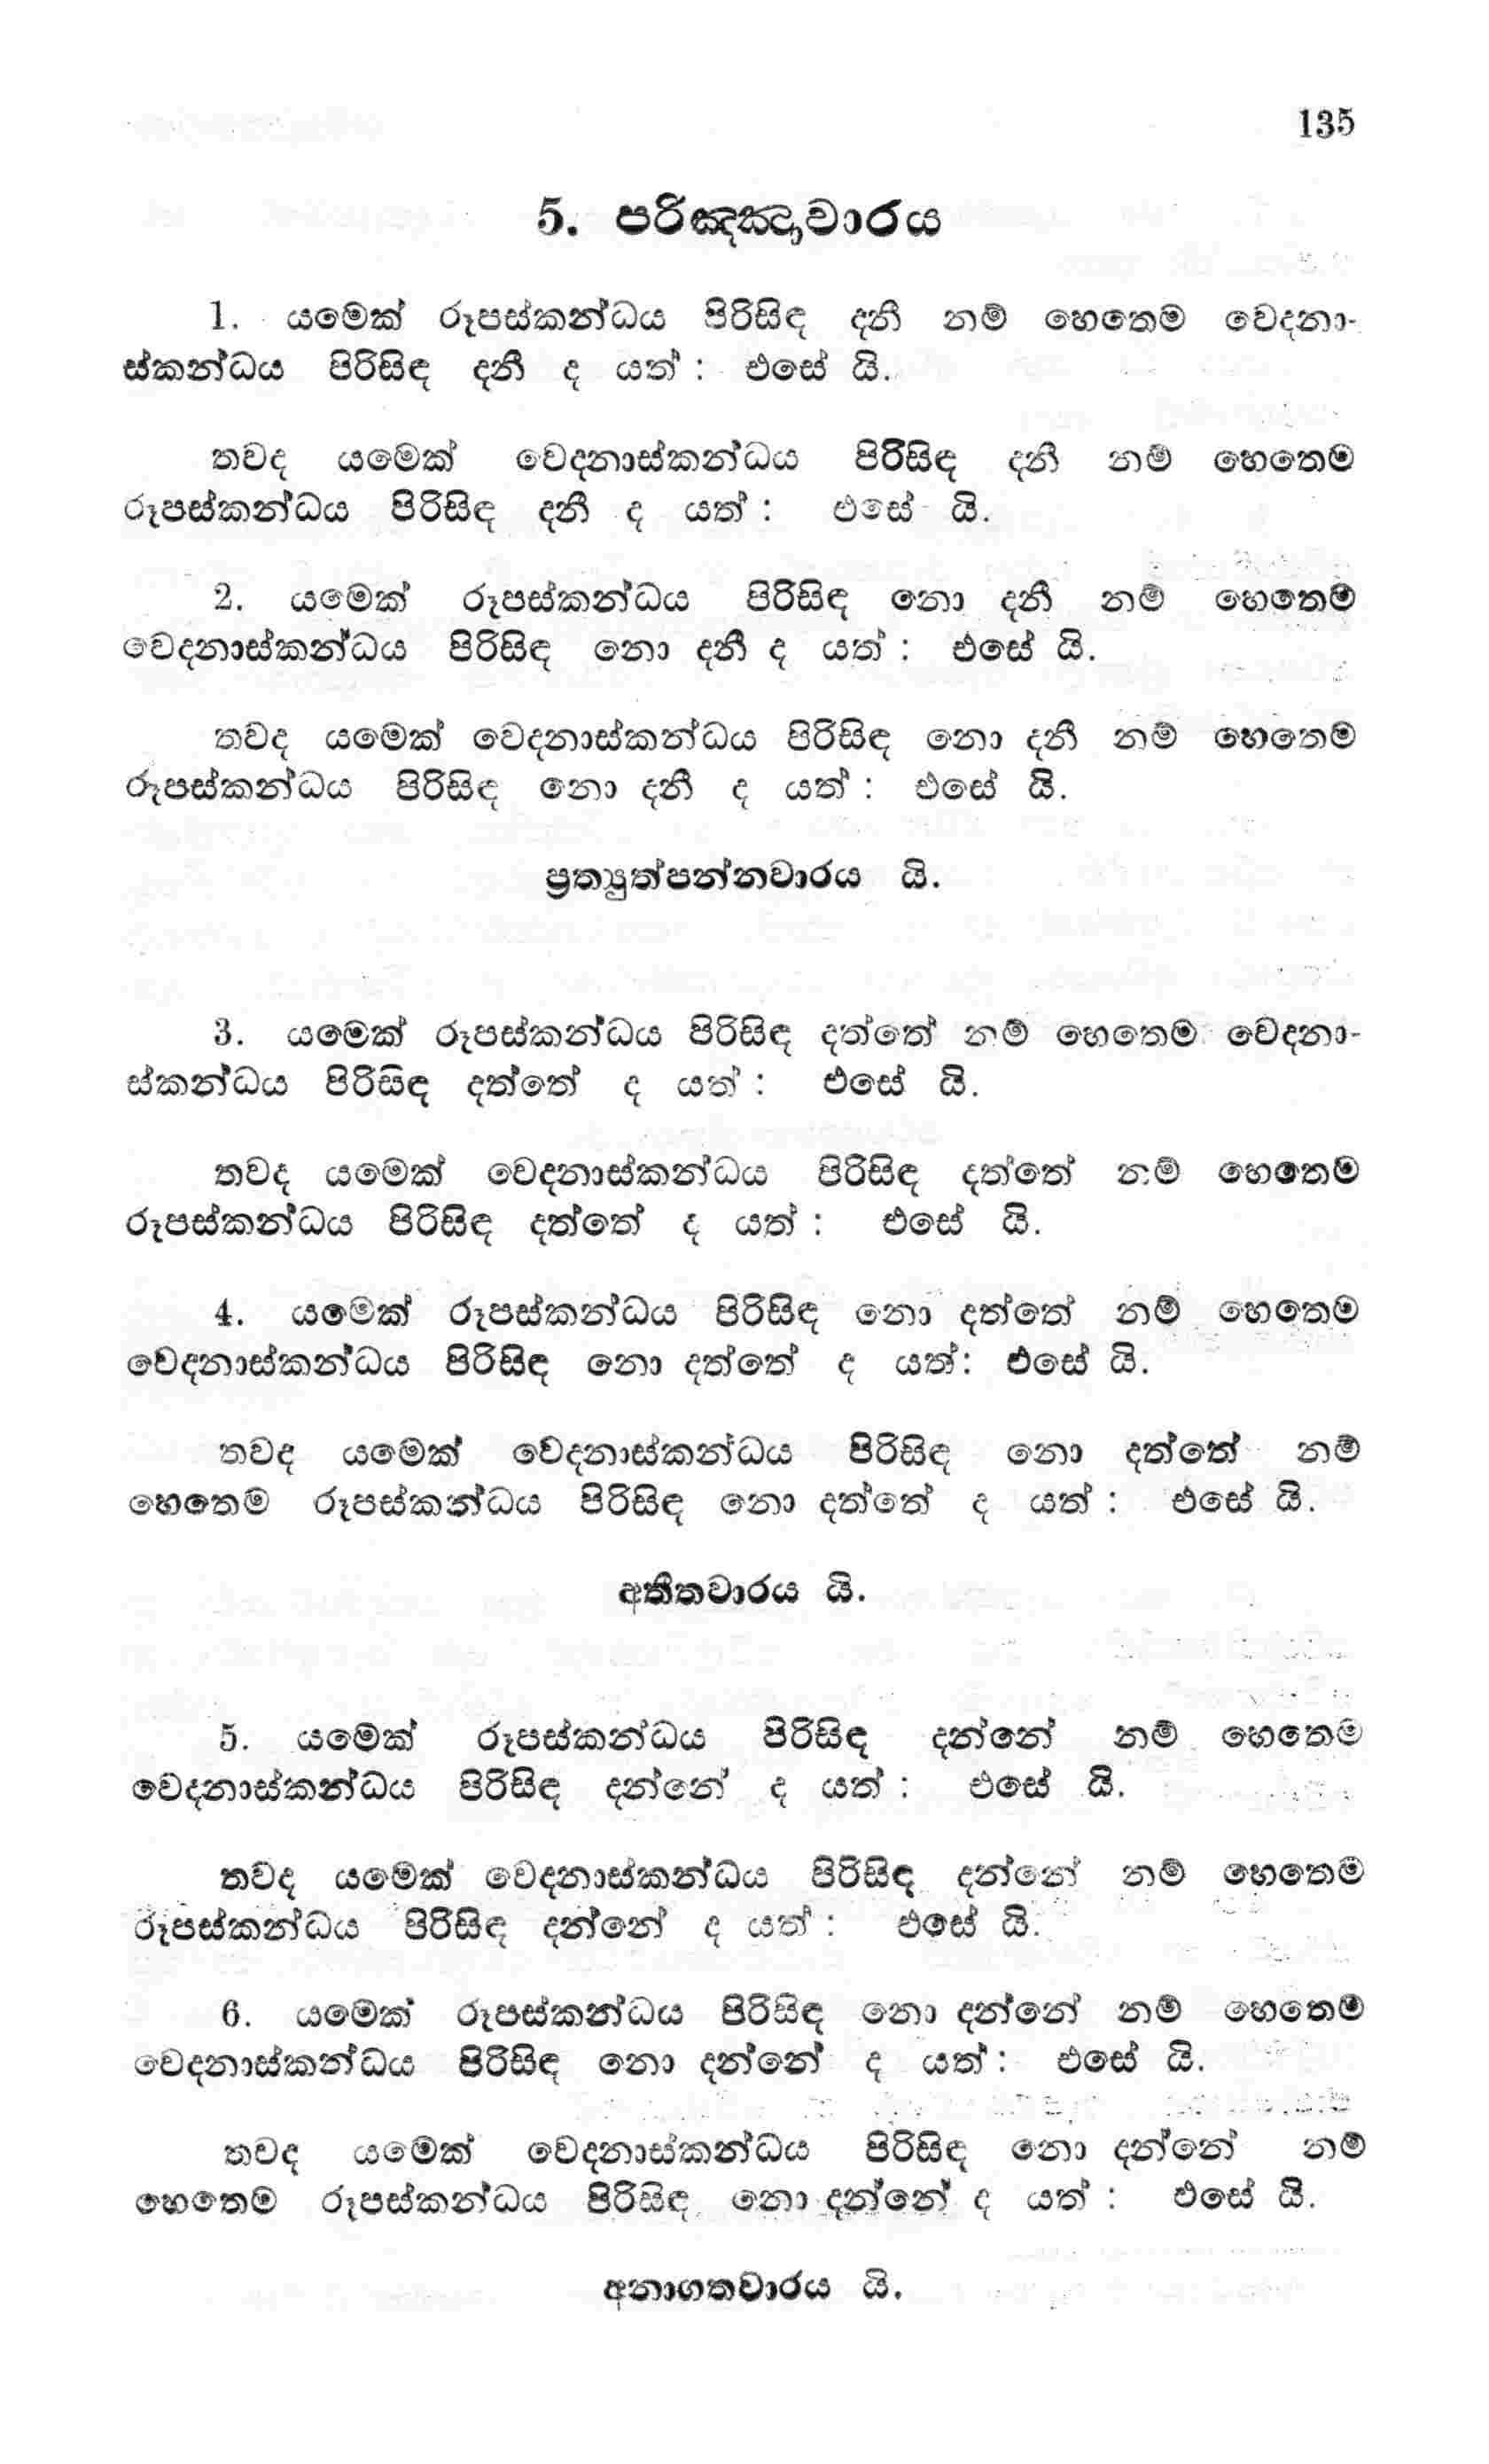 135
5. පරිඤ්ඤාවාරය
1. යමෙක් රූපස්කන්ධය පිරිසිඳ දනී නම් හෙතෙම වෙදනා-
ස්කන්ධය පිරිසිඳ දනී ද යත් : එසේ යි.
තවද යමෙක් වෙදනාස්කන්ධය පිරිසිඳ දනී නම් හෙතෙම
රූපස්කන්ධය පිරිසිඳ දනී ද යත් : එසේ යි.
2. යමෙක් රූපස්කන්ධය පිරිසිඳ නො දනී නම් හෙතෙම
වෙදනාස්කන්ධය පිරිසිඳ නො දනී ද යත් : එසේ යි.
තවද යමෙක් වෙදනාස්කන්ධය පිරිසිඳ නො දනී නම් හෙතෙම
රූපස්කන්ධය පිරිසිඳ නො දනී ද යත් : එසේ යි.
ප්‍රත්‍යුත්පන්නවාරය යි.
3. යමෙක් රූපස්කන්ධය පිරිසිඳ දත්තේ නම් හෙතෙම වෙදනා-
ස්කන්ධය පිරිසිඳ දත්තේ ද යත් : එසේ යි.
තවද යමෙක් වෙදනාස්කන්ධය පිරිසිඳ දත්තේ නම් හෙතෙම
රූපස්කන්ධය පිරිසිඳ දත්තේ ද යත් : එසේ යි.
4. යමෙක් රූපස්කන්ධය පිරිසිඳ නො දත්තේ නම් හෙතෙම
වෙදනාස්කන්ධය පිරිසිඳ නො දත්තේ ද යත්: එසේ යි.
තවද යමෙක් වෙදනාස්කන්ධය පිරිසිඳ නො දත්තේ නම්
හෙතෙම රූපස්කන්ධය පිරිසිඳ නො දත්තේ ද යත් : එසේ යි.
අතීතවාරය යි.
5. යමෙක් රූපස්කන්ධය පිරිසිඳ දන්නේ නම් හෙතෙම
වෙදනාස්කන්ධය පිරිසිඳ දන්නේ ද යත් : එසේ යි.
තවද යමෙක් වෙදනාස්කන්ධය පිරිසිඳ දන්නේ නම් හෙතෙම
රූපස්කන්ධය පිරිසිඳ දන්නේ ද යත් : එසේ යි.
6. යමෙක් රූපස්කන්ධය පිරිසිඳ නො දන්නේ නම් හෙතෙම
වෙදනාස්කන්ධය පිරිසිඳ නො දන්නේ ද යත් : එසේ යි.
තවද යමෙක් වෙදනාස්කන්ධය පිරිසිඳ නො දන්නේ නම්
හෙතෙම රූපස්කන්ධය පිරිසිඳ නො දන්නේ ද යත් : එසේ යි.
අනාගතවාරය යි.